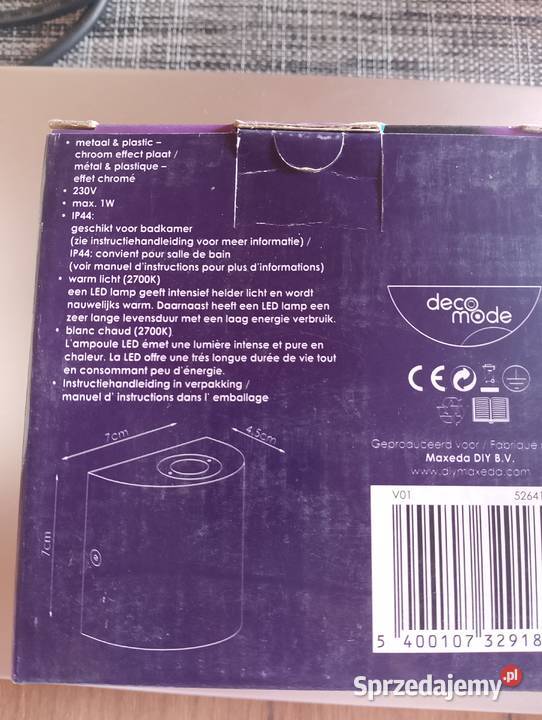 • metaal & plastic –
chroom effect plaat /
métal & plastique –
effet chromé
• 230V
• max. 1W
• IP44:
geschikt voor badkamer
(zie instructiehandleiding voor meer informatie) /
IP44: convient pour salle de bain
(voir manuel d'instructions pour plus d'informations)
• warm licht (2700K)
een LED lamp geeft intensief helder licht en wordt
nauwelijks warm. Daarnaast heeft een LED lamp een
zeer lange levensduur met een laag energie verbruik.
• blanc chaud (2700K)
L'ampoule LED émet une lumière intense et pure en
chaleur. La LED offre une trés longue durée de vie tout
en consommant peu d'énergie.
• Instructiehandleiding in verpakking /
manuel d' instructions dans l' emballage
7cm
4,5cm
7cm
deco
mode
CE
Geproduceerd voor / Fabriqué
Maxeda DIY B.V.
www.diymaxeda.com
V01 52641
5 400107 32918
Sprzedajemy.pl